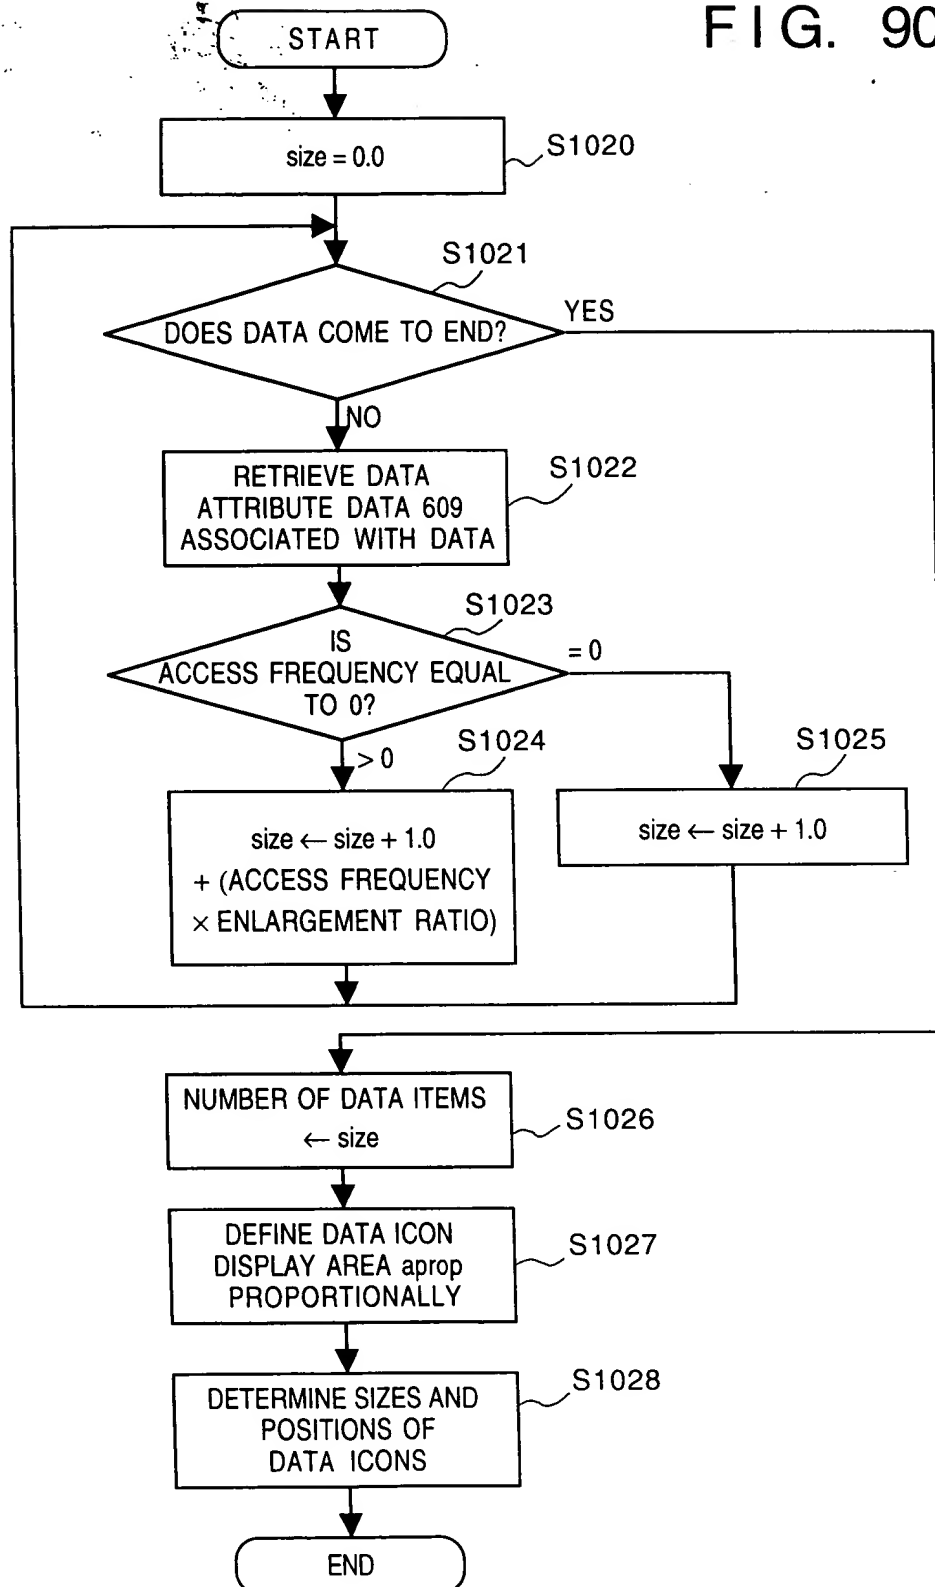 FIG. 90
START
size = 0.0
S1020
S1021
DOES DATA COME TO END?
YES
NO
RETRIEVE DATA
ATTRIBUTE DATA 609
ASSOCIATED WITH DATA
S1022
S1023
IS
ACCESS FREQUENCY EQUAL
TO 0?
= 0
> 0
S1024
size ← size + 1.0
+ (ACCESS FREQUENCY
× ENLARGEMENT RATIO)
S1025
size ← size + 1.0
NUMBER OF DATA ITEMS
← size
S1026
DEFINE DATA ICON
DISPLAY AREA aprop
PROPORTIONALLY
S1027
DETERMINE SIZES AND
POSITIONS OF
DATA ICONS
S1028
END